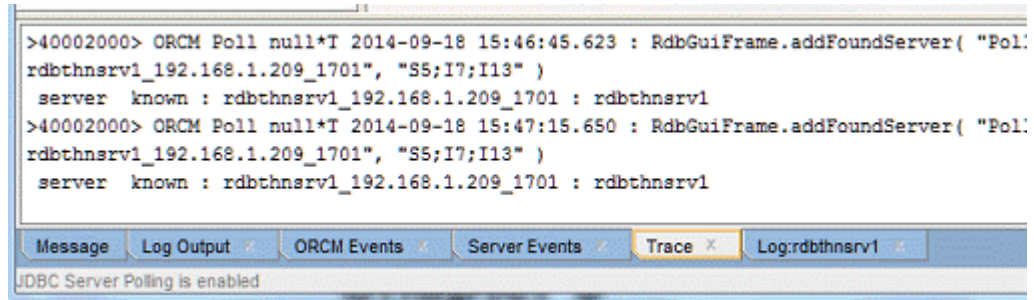 >40002000> ORCM Poll null*T 2014-09-18 15:46:45.623 : RdbGuiFrame.addFoundServer( "Poll
rdbthnsrv1_192.168.1.209_1701", "S5;I7;I13" )
server known : rdbthnsrv1_192.168.1.209_1701 : rdbthnsrv1
>40002000> ORCM Poll null*T 2014-09-18 15:47:15.650 : RdbGuiFrame.addFoundServer( "Poll
rdbthnsrv1_192.168.1.209_1701", "S5;I7;I13" )
server known : rdbthnsrv1_192.168.1.209_1701 : rdbthnsrv1
Message Log Output ORCM Events Server Events Trace Log:rdbthnsrv1
JDBC Server Polling is enabled